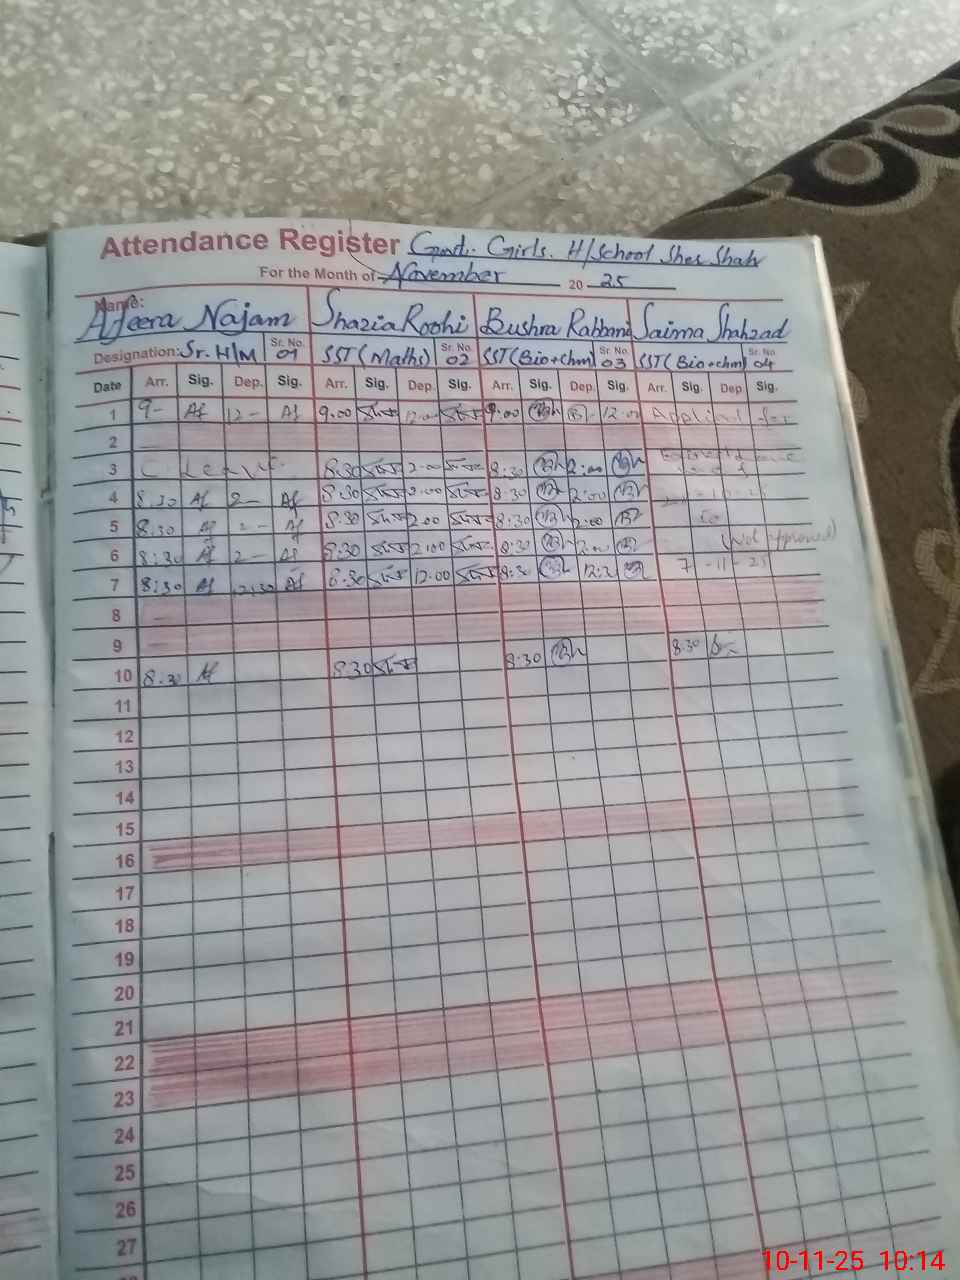 Attendance Register Govt. Girls. H/School Sher Shah
For the Month of November 20 25
Name:
Afeera Najam Shazia Roohi Bushra Rabbani Saima Shahzad
Designation: Sr. H/M Sr. No. 01 SST (Math) Sr. No. 02 SST (Bio+chm) Sr. No. 03 SST (Bio+chm) Sr. No. 04
Date Arr. Sig. Dep. Sig. Arr. Sig. Dep. Sig. Arr. Sig. Dep. Sig. Arr. Sig. Dep. Sig.
1 9- Af 12- Af 9.00 12.00 9.00 12.00 Applied for
2
3 C. Leave. 8:30 2.00 8:30 2:00
4 8.30 Af 2- Af 8:30 2.00 8:30 2:00
5 8.30 Af 2- Af 8:30 2.00 8:30 2:00 to
6 8:30 Af 2- Af 8:30 2:00 8:30 2:00 (Not approved)
7 8:30 Af 12:30 Af 8:30 12.00 8:30 7-11-25
8
9
10 8:30 Af 8:30 8:30 8:30
11
12
13
14
15
16
17
18
19
20
21
22
23
24
25
26
27
10-11-25 10:14